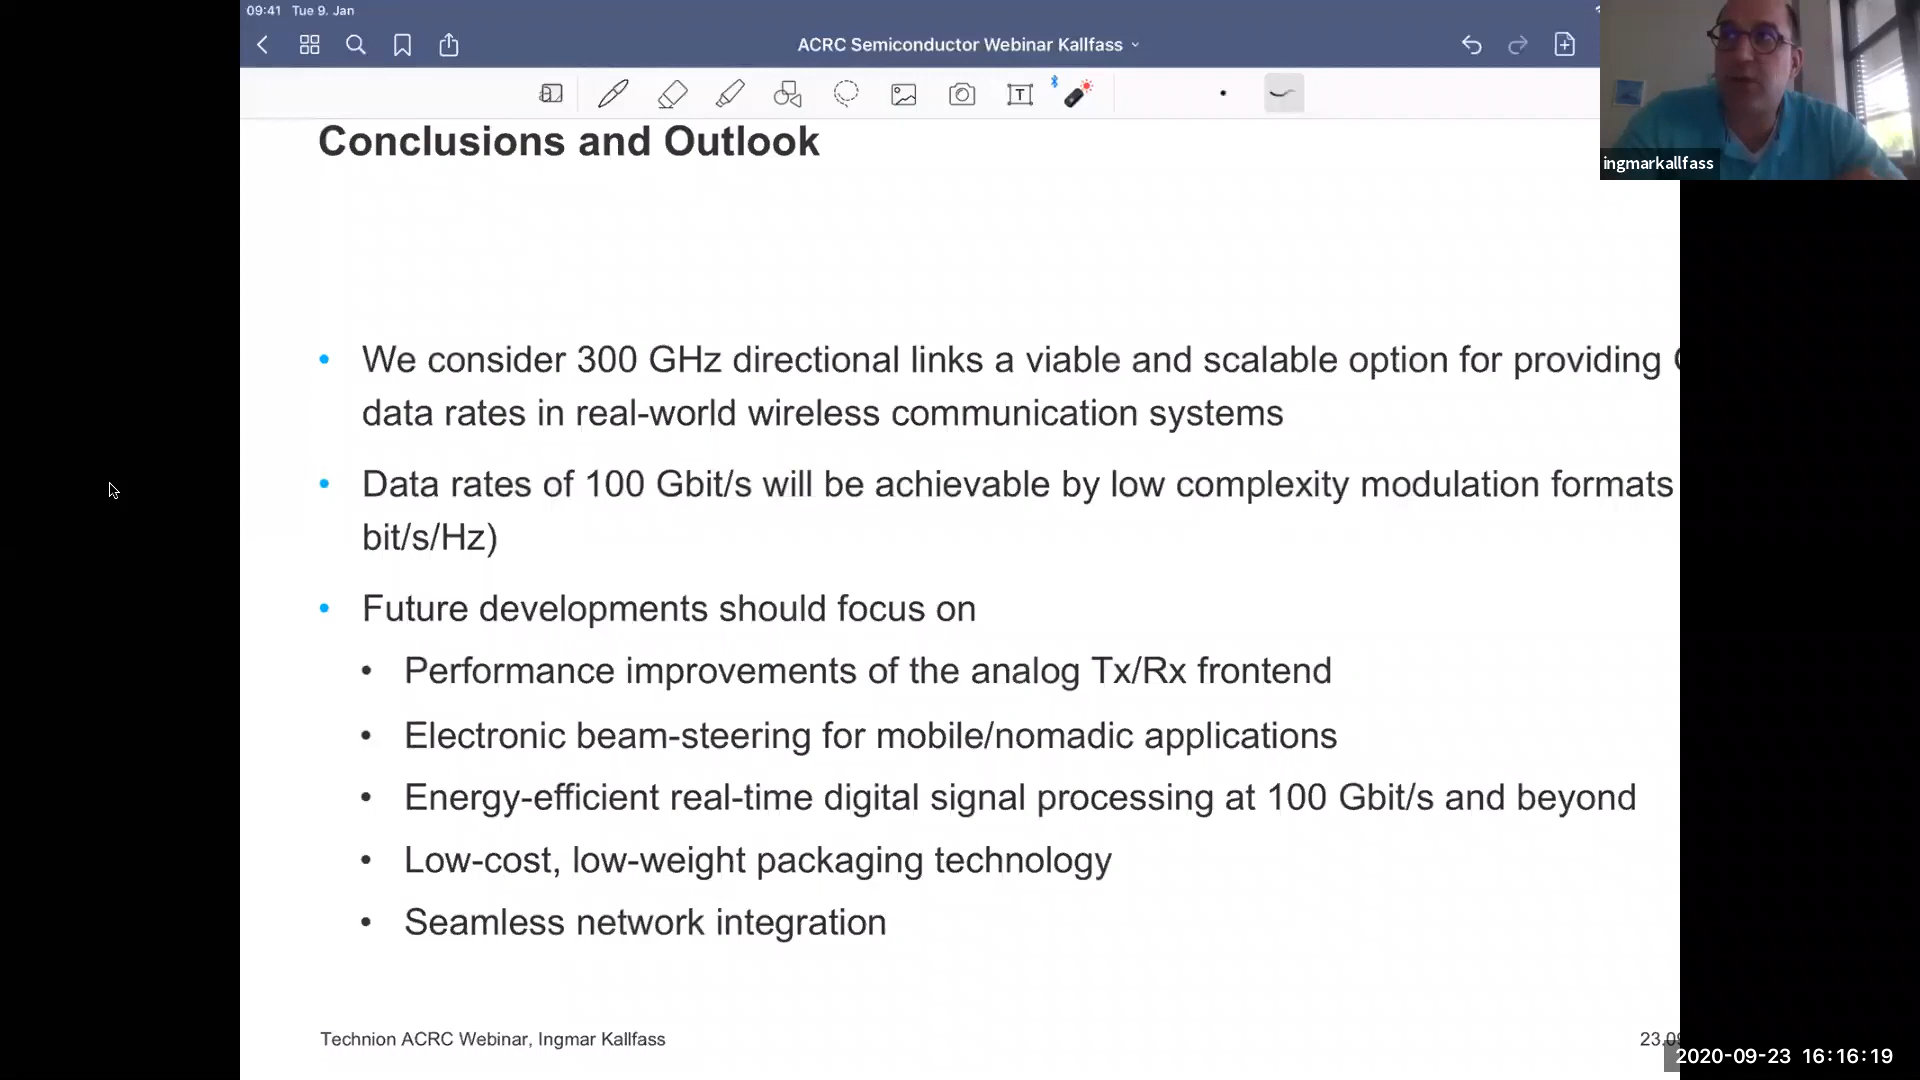 09:41 Tue 9. Jan
ACRC Semiconductor Webinar Kallfass
T
ingmarkallfass
Conclusions and Outlook
• We consider 300 GHz directional links a viable and scalable option for providing
data rates in real-world wireless communication systems
• Data rates of 100 Gbit/s will be achievable by low complexity modulation formats
bit/s/Hz)
• Future developments should focus on
• Performance improvements of the analog Tx/Rx frontend
• Electronic beam-steering for mobile/nomadic applications
• Energy-efficient real-time digital signal processing at 100 Gbit/s and beyond
• Low-cost, low-weight packaging technology
• Seamless network integration
Technion ACRC Webinar, Ingmar Kallfass
2020-09-23 16:16:19